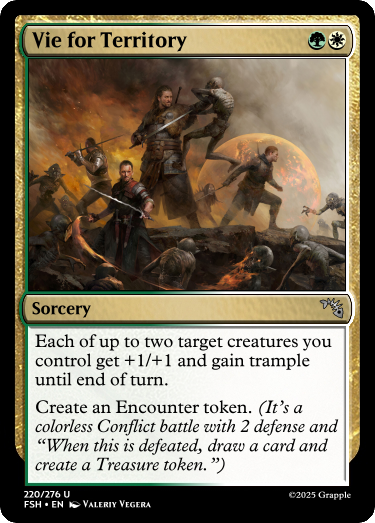 Vie for Territory
Sorcery
Each of up to two target creatures you
control get +1/+1 and gain trample
until end of turn.
Create an Encounter token. (It's a
colorless Conflict battle with 2 defense and
“When this is defeated, draw a card and
create a Treasure token.”)
220/276 U
FSH • EN Valeriy Vegera
©2025 Grapple